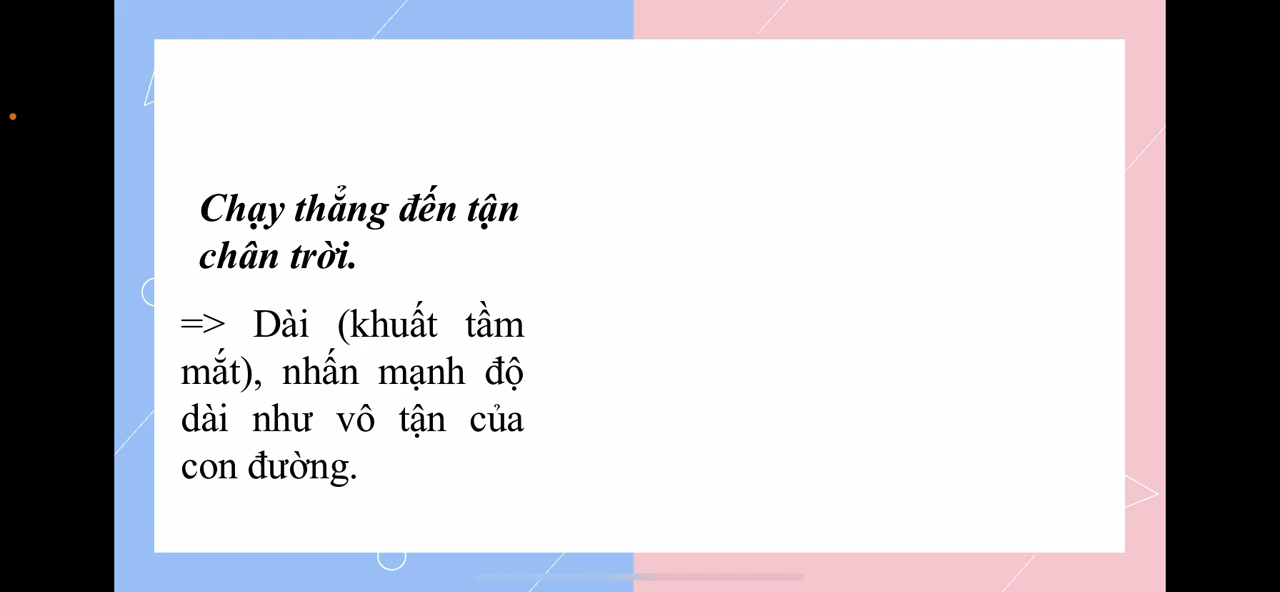 Chạy thẳng đến tận
chân trời.
=> Dài (khuất tầm
mắt), nhấn mạnh độ
dài như vô tận của
con đường.